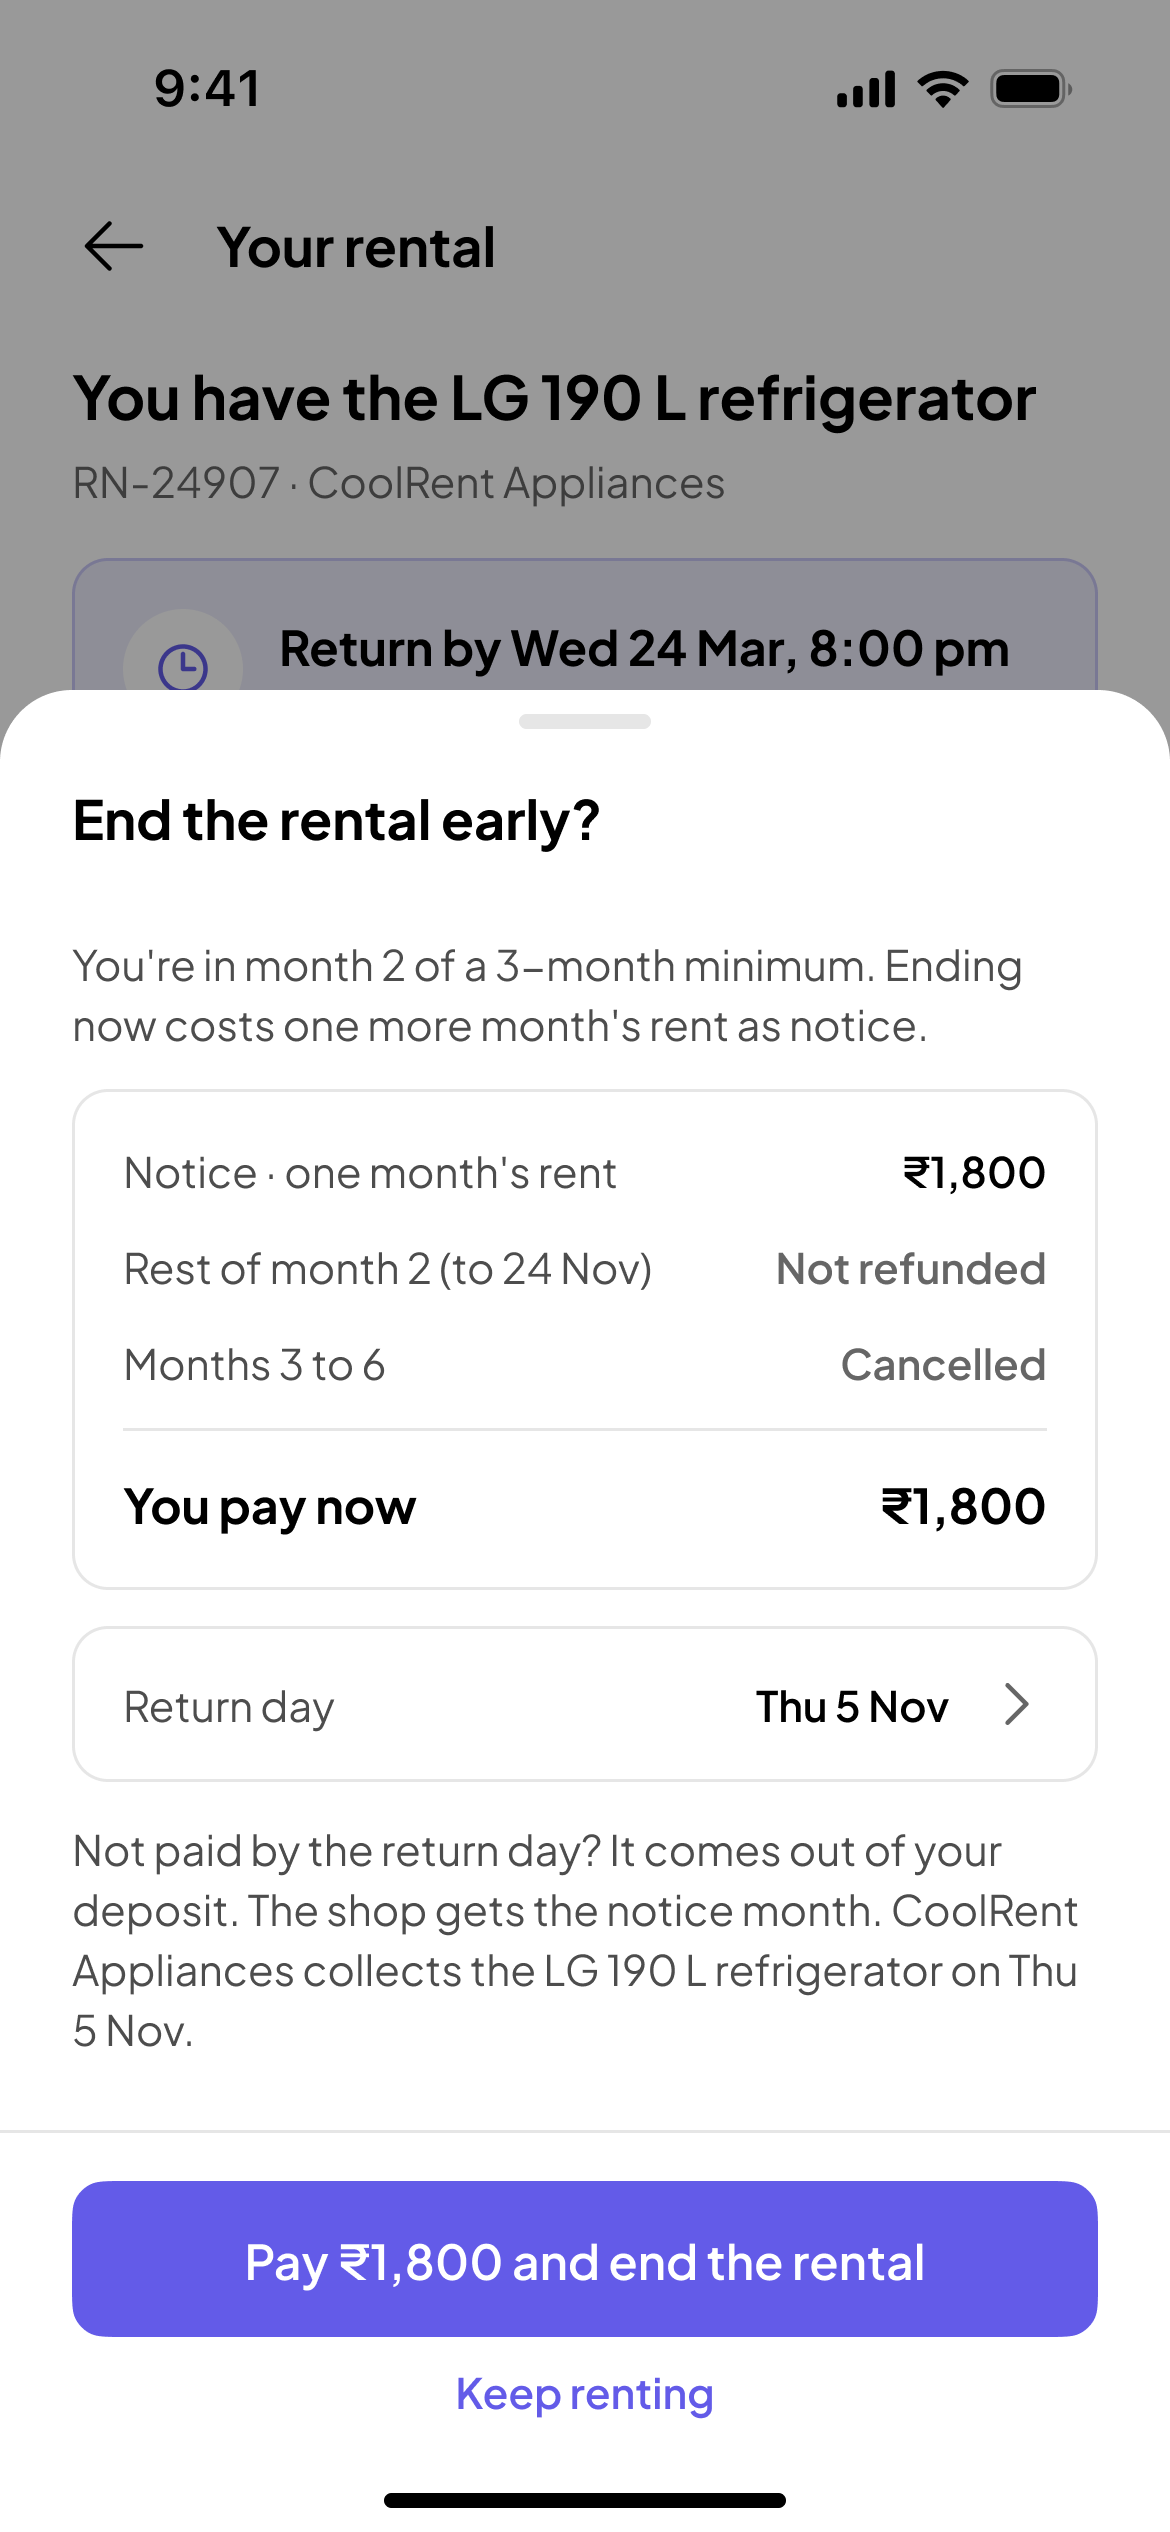 9:41
Your rental
You have the LG 190 L refrigerator
RN-24907 · CoolRent Appliances
Return by Wed 24 Mar, 8:00 pm
End the rental early?
You're in month 2 of a 3–month minimum. Ending
now costs one more month's rent as notice.
Notice · one month's rent ₹1,800
Rest of month 2 (to 24 Nov) Not refunded
Months 3 to 6 Cancelled
You pay now ₹1,800
Return day Thu 5 Nov
Not paid by the return day? It comes out of your
deposit. The shop gets the notice month. CoolRent
Appliances collects the LG 190 L refrigerator on Thu
5 Nov.
Pay ₹1,800 and end the rental
Keep renting